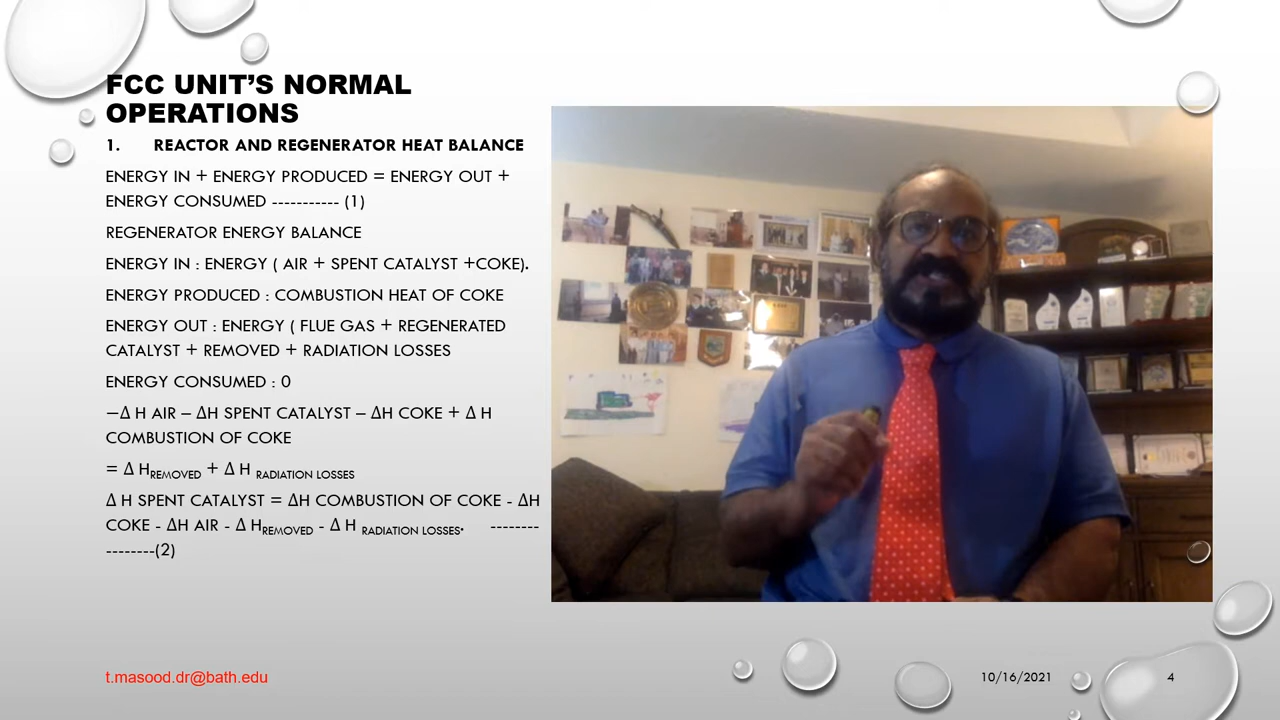 FCC UNIT’S NORMAL
OPERATIONS
1. REACTOR AND REGENERATOR HEAT BALANCE
ENERGY IN + ENERGY PRODUCED = ENERGY OUT +
ENERGY CONSUMED ----------- (1)
REGENERATOR ENERGY BALANCE
ENERGY IN : ENERGY ( AIR + SPENT CATALYST +COKE).
ENERGY PRODUCED : COMBUSTION HEAT OF COKE
ENERGY OUT : ENERGY ( FLUE GAS + REGENERATED
CATALYST + REMOVED + RADIATION LOSSES
ENERGY CONSUMED : 0
–Δ H AIR – ΔH SPENT CATALYST – ΔH COKE + Δ H
COMBUSTION OF COKE
= Δ HREMOVED + Δ H RADIATION LOSSES
Δ H SPENT CATALYST = ΔH COMBUSTION OF COKE - ΔH
COKE - ΔH AIR - Δ HREMOVED - Δ H RADIATION LOSSES. --------
--------(2)
t.masood.dr@bath.edu
10/16/2021
4